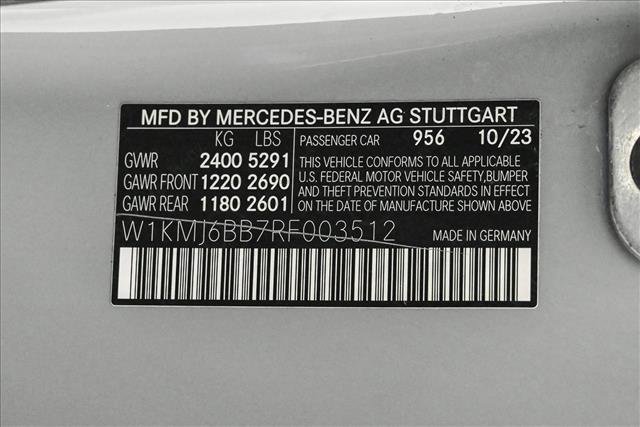 MFD BY MERCEDES-BENZ AG STUTTGART
KG LBS PASSENGER CAR 956 10/23
GVWR 2400 5291
GAWR FRONT 1220 2690
GAWR REAR 1180 2601
THIS VEHICLE CONFORMS TO ALL APPLICABLE
U.S. FEDERAL MOTOR VEHICLE SAFETY, BUMPER
AND THEFT PREVENTION STANDARDS IN EFFECT
ON THE DATE OF MANUFACTURE SHOWN ABOVE.
W1KMJ6BB7RF003512 MADE IN GERMANY